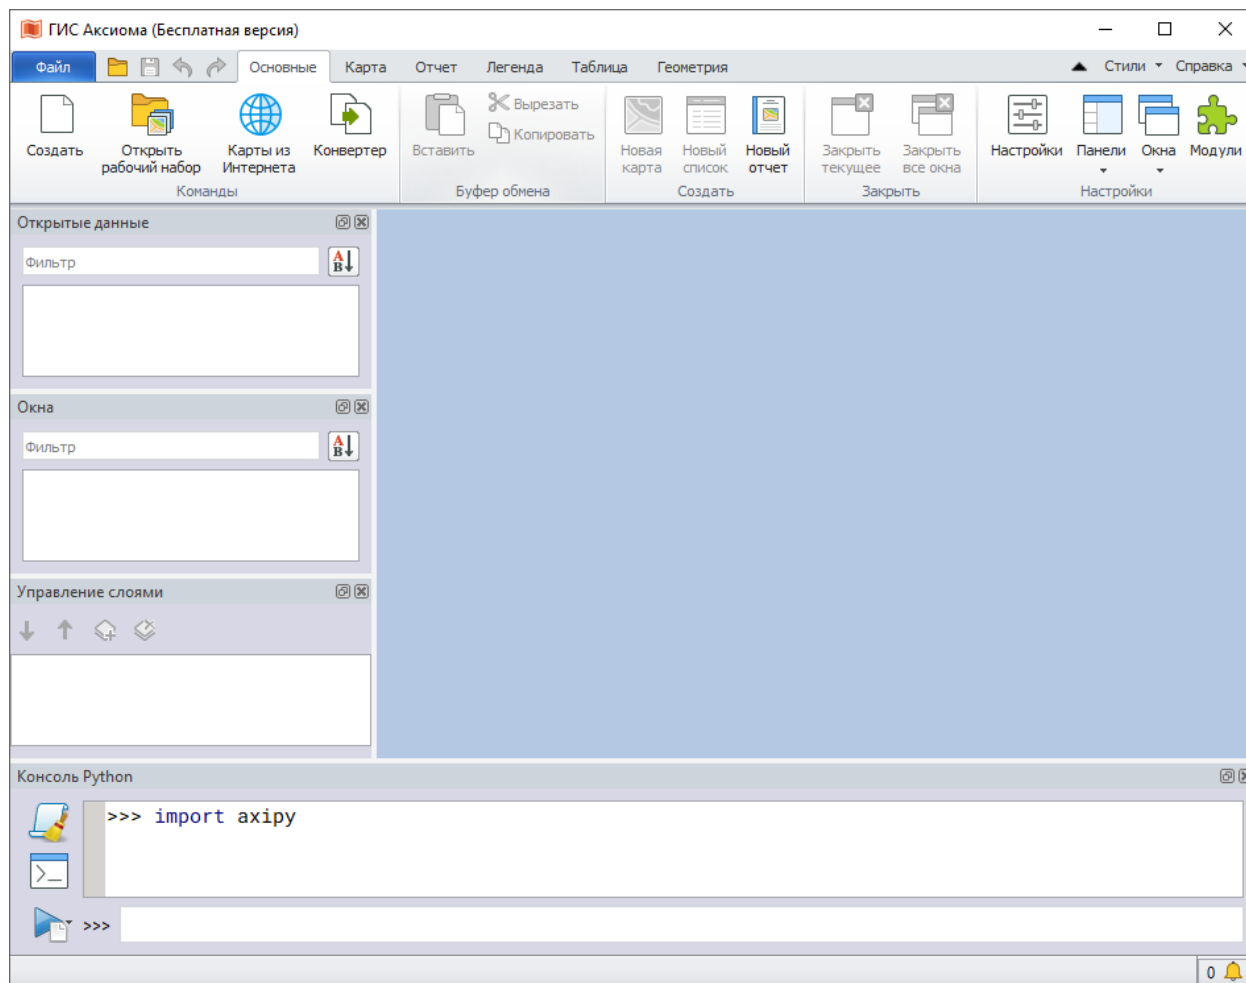 ГИС Аксиома (Бесплатная версия)
Файл Основные Карта Отчет Легенда Таблица Геометрия Стили Справка
Создать
Открыть рабочий набор
Карты из Интернета
Конвертер
Команды
Вставить
Вырезать
Копировать
Буфер обмена
Новая карта
Новый список
Новый отчет
Создать
Закрыть текущее
Закрыть все окна
Закрыть
Настройки
Панели
Окна
Модули
Настройки
Открытые данные
Фильтр
A
B
Окна
Фильтр
A
B
Управление слоями
Консоль Python
>>> import axipy
>_
>>>
0